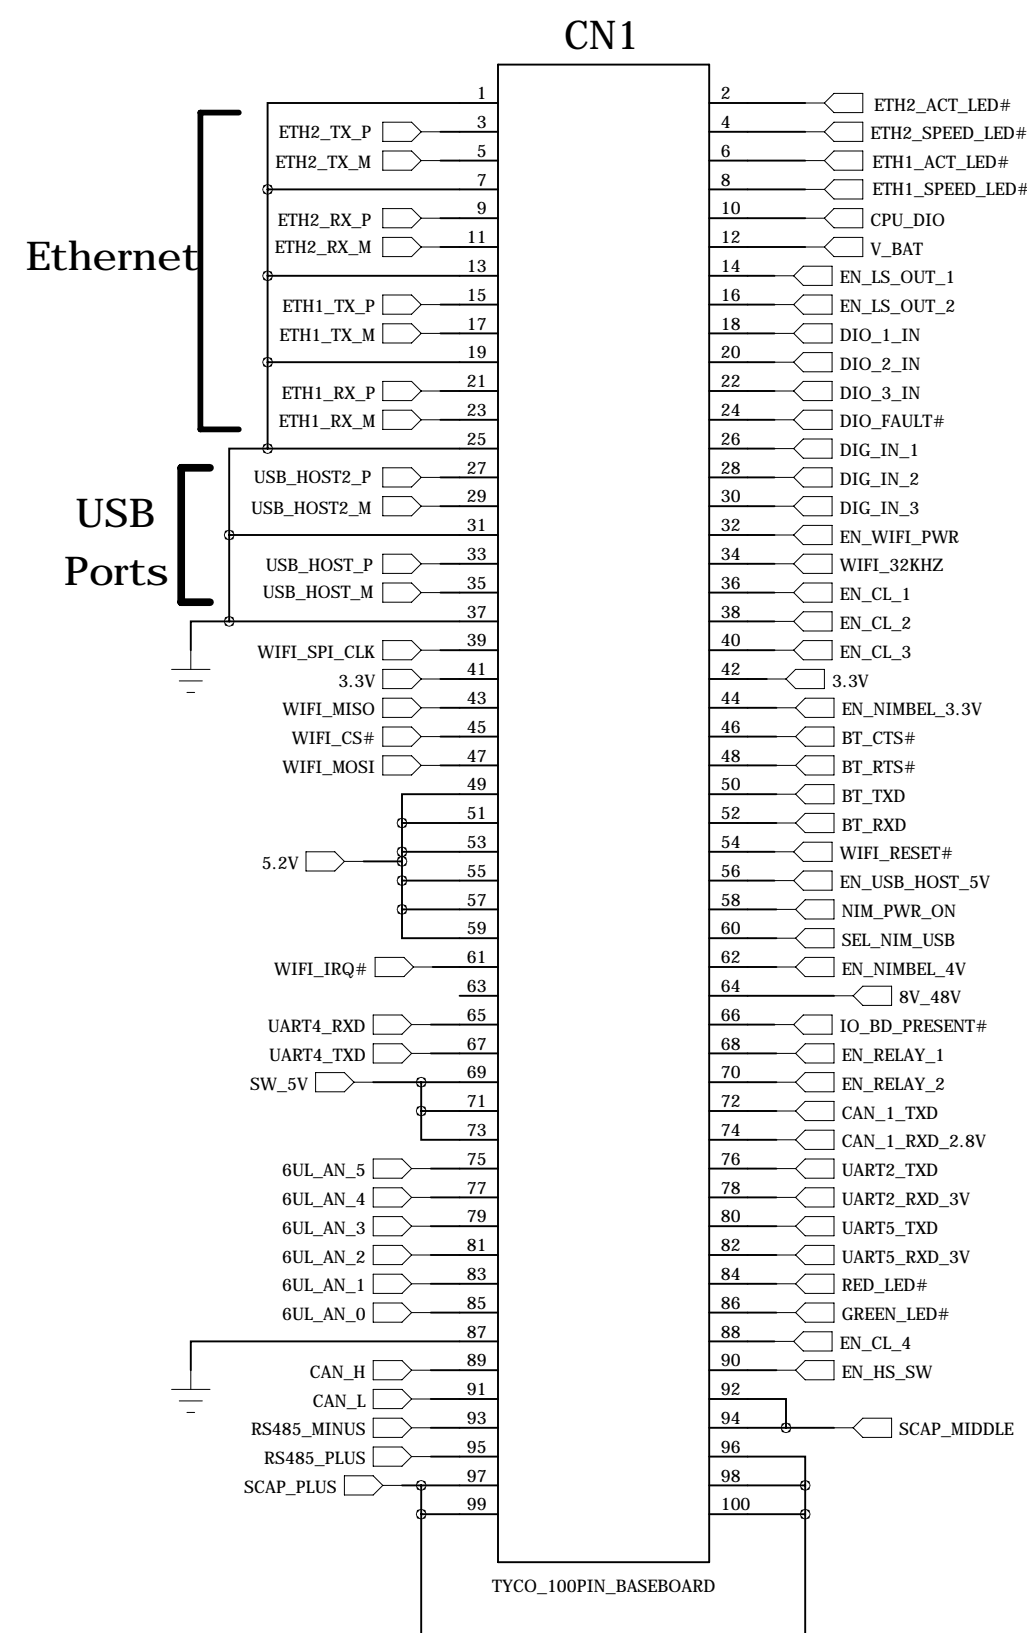 CN1
1 2 ETH2_ACT_LED#
ETH2_TX_P 3 4 ETH2_SPEED_LED#
ETH2_TX_M 5 6 ETH1_ACT_LED#
7 8 ETH1_SPEED_LED#
ETH2_RX_P 9 10 CPU_DIO
Ethernet
ETH2_RX_M 11 12 V_BAT
13 14 EN_LS_OUT_1
ETH1_TX_P 15 16 EN_LS_OUT_2
ETH1_TX_M 17 18 DIO_1_IN
19 20 DIO_2_IN
ETH1_RX_P 21 22 DIO_3_IN
ETH1_RX_M 23 24 DIO_FAULT#
25 26 DIG_IN_1
USB
Ports
USB_HOST2_P 27 28 DIG_IN_2
USB_HOST2_M 29 30 DIG_IN_3
31 32 EN_WIFI_PWR
USB_HOST_P 33 34 WIFI_32KHZ
USB_HOST_M 35 36 EN_CL_1
37 38 EN_CL_2
WIFI_SPI_CLK 39 40 EN_CL_3
3.3V 41 42 3.3V
WIFI_MISO 43 44 EN_NIMBEL_3.3V
WIFI_CS# 45 46 BT_CTS#
WIFI_MOSI 47 48 BT_RTS#
49 50 BT_TXD
51 52 BT_RXD
53 54 WIFI_RESET#
5.2V
55 56 EN_USB_HOST_5V
57 58 NIM_PWR_ON
59 60 SEL_NIM_USB
WIFI_IRQ# 61 62 EN_NIMBEL_4V
63 64 8V_48V
UART4_RXD 65 66 IO_BD_PRESENT#
UART4_TXD 67 68 EN_RELAY_1
SW_5V 69 70 EN_RELAY_2
71 72 CAN_1_TXD
73 74 CAN_1_RXD_2.8V
6UL_AN_5 75 76 UART2_TXD
6UL_AN_4 77 78 UART2_RXD_3V
6UL_AN_3 79 80 UART5_TXD
6UL_AN_2 81 82 UART5_RXD_3V
6UL_AN_1 83 84 RED_LED#
6UL_AN_0 85 86 GREEN_LED#
87 88 EN_CL_4
CAN_H 89 90 EN_HS_SW
CAN_L 91 92
RS485_MINUS 93 94 SCAP_MIDDLE
RS485_PLUS 95 96
SCAP_PLUS 97 98
99 100
TYCO_100PIN_BASEBOARD